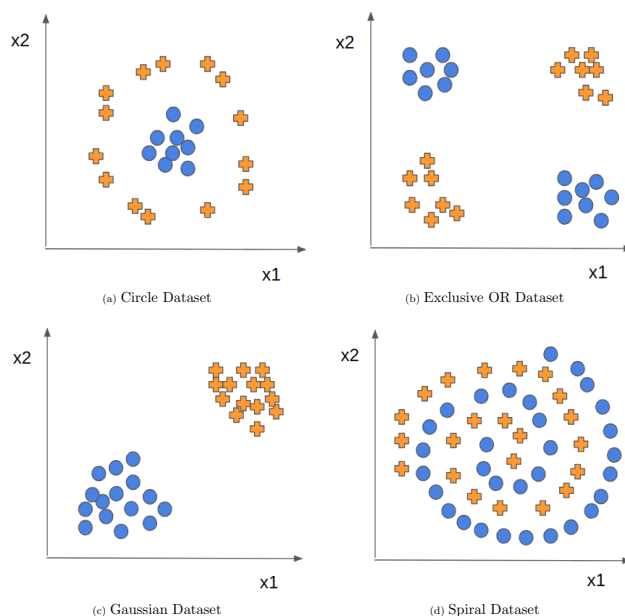 x2
x1
(a) Circle Dataset
x2
x1
(b) Exclusive OR Dataset
x2
x1
(c) Gaussian Dataset
x2
x1
(d) Spiral Dataset